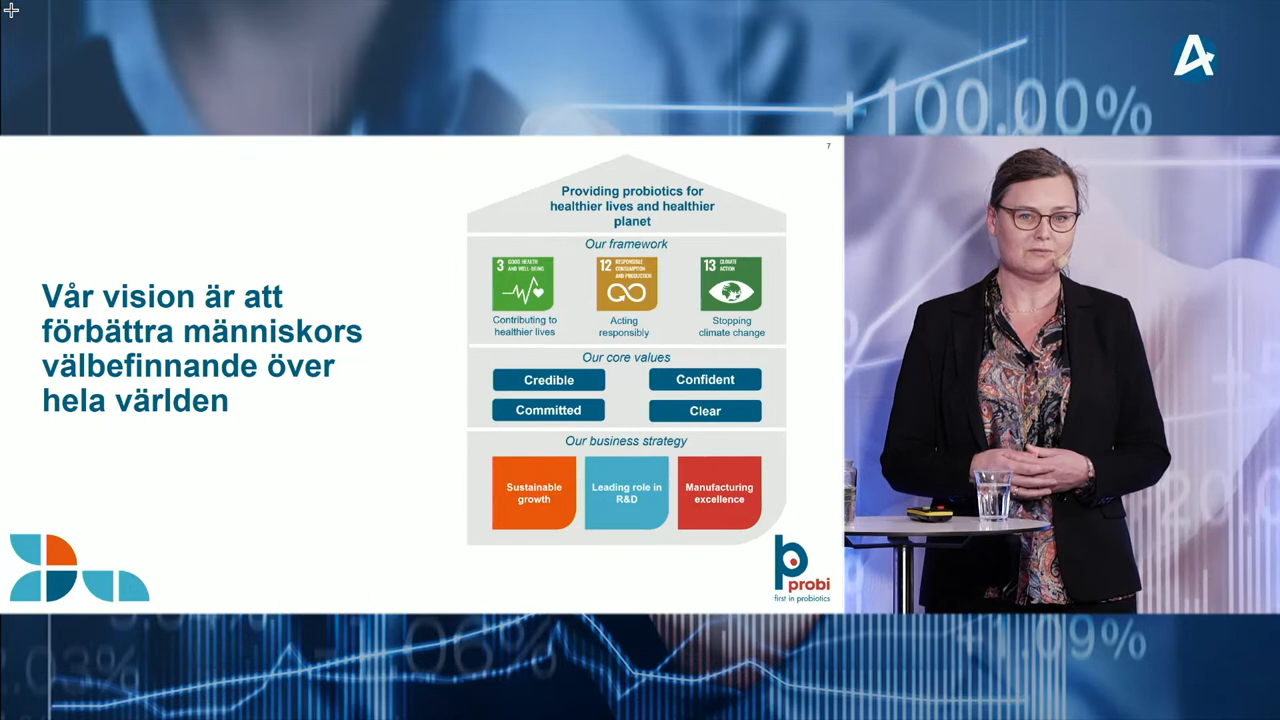 +100.00%
7
Vår vision är att
förbättra människors
välbefinnande över
hela världen
Providing probiotics for
healthier lives and healthier
planet
Our framework
3 GOOD HEALTH
AND WELL-BEING
12 RESPONSIBLE
CONSUMPTION
AND PRODUCTION
13 CLIMATE
ACTION
Contributing to
healthier lives
Acting
responsibly
Stopping
climate change
Our core values
Credible
Confident
Committed
Clear
Our business strategy
Sustainable
growth
Leading role in
R&D
Manufacturing
excellence
probi
first in probiotics